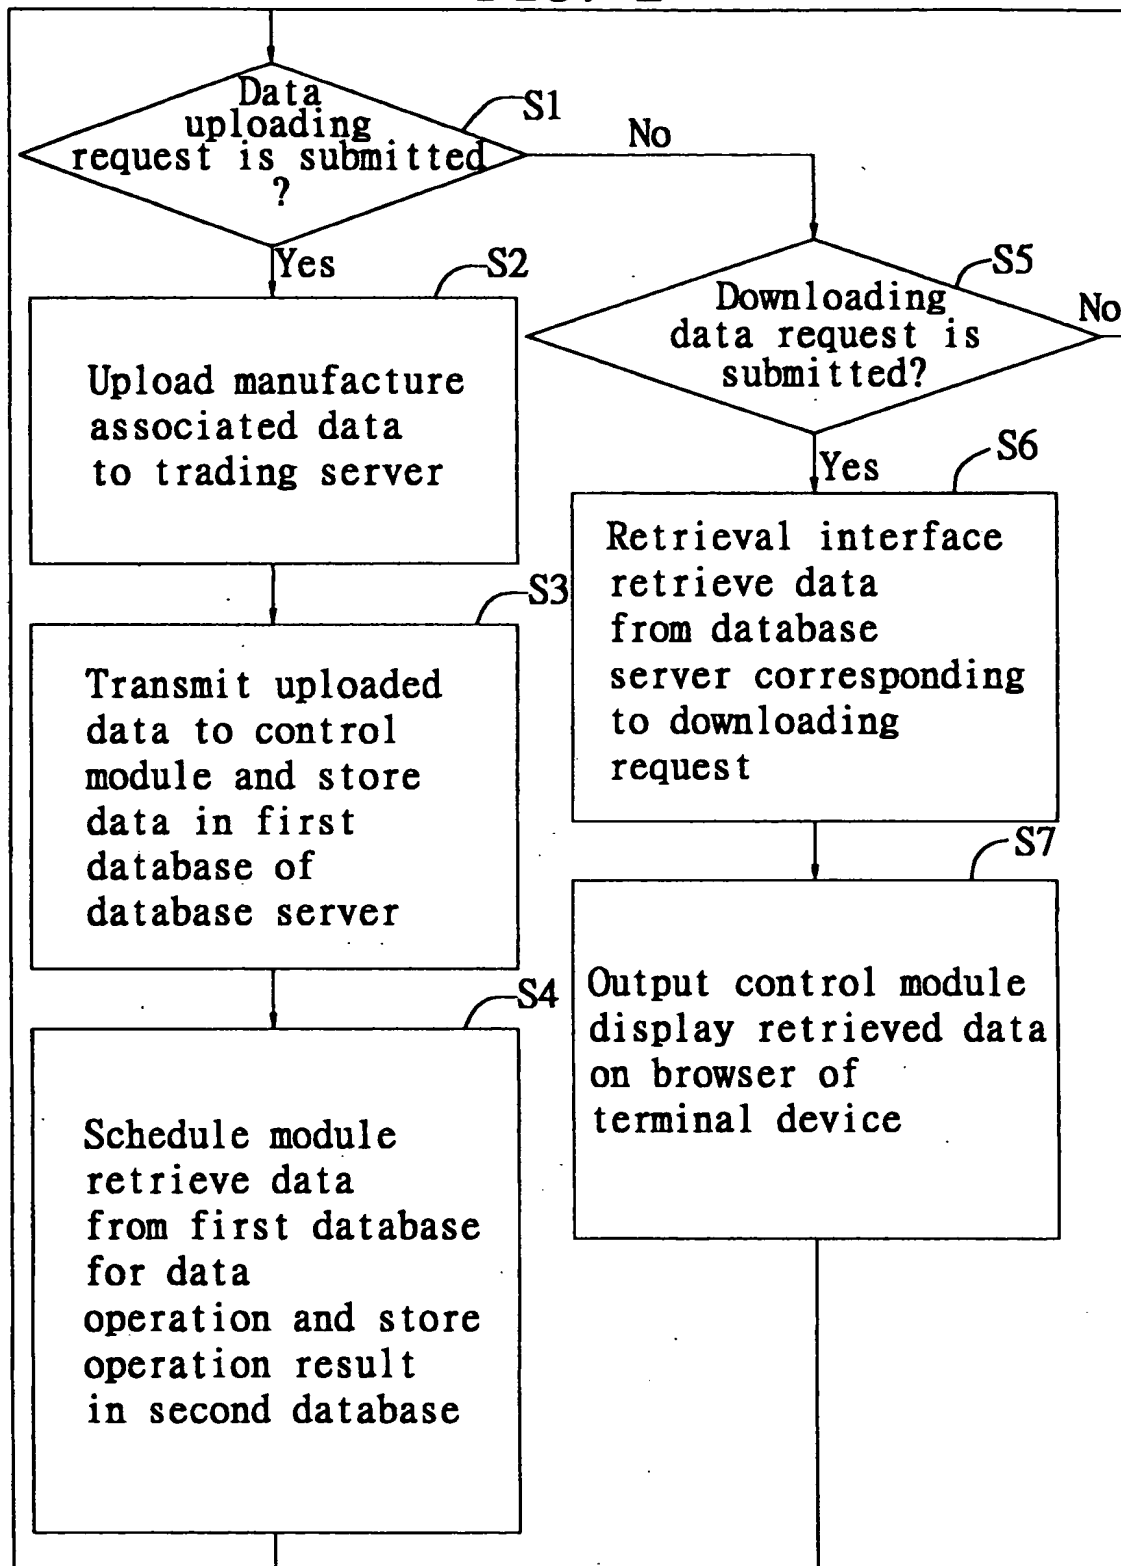 Data
uploading
request is submitted
?
S1
No
Yes
S2
Upload manufacture
associated data
to trading server
S3
Transmit uploaded
data to control
module and store
data in first
database of
database server
S4
Schedule module
retrieve data
from first database
for data
operation and store
operation result
in second database
S5
Downloading
data request is
submitted?
No
Yes
S6
Retrieval interface
retrieve data
from database
server corresponding
to downloading
request
S7
Output control module
display retrieved data
on browser of
terminal device